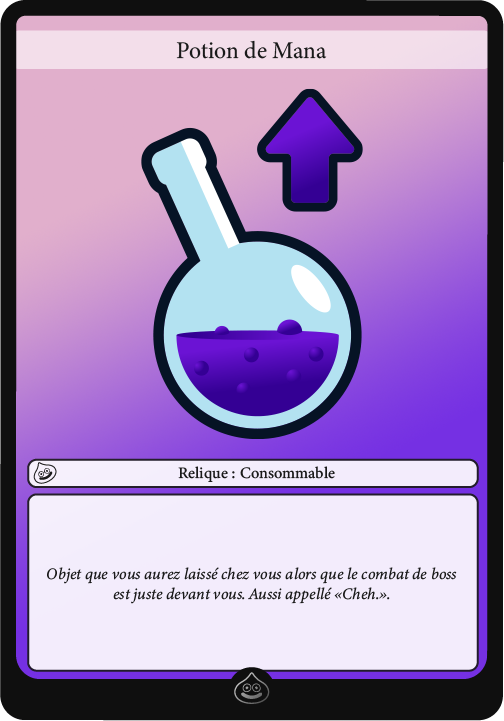 Potion de Mana
Relique : Consommable
Objet que vous aurez laissé chez vous alors que le combat de boss
est juste devant vous. Aussi appellé «Cheh.».